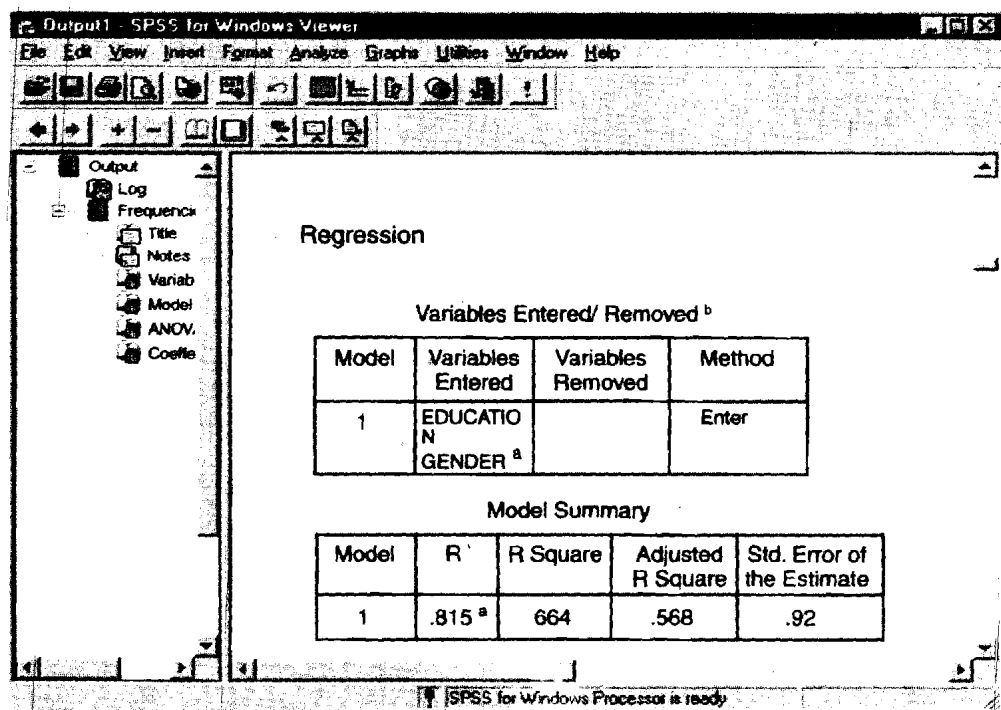 Output1 - SPSS for Windows Viewer
File Edit View Insert Format Analyze Graphs Utilities Window Help
Output
Log
Frequencie
Title
Notes
Variab
Model
ANOV.
Coeffie
Regression
Variables Entered/ Removed b
Model Variables Entered Variables Removed Method
1 EDUCATIO
N
GENDER a Enter
Model Summary
Model R R Square Adjusted R Square Std. Error of the Estimate
1 .815 a 664 .568 .92
SPSS for Windows Processor is ready